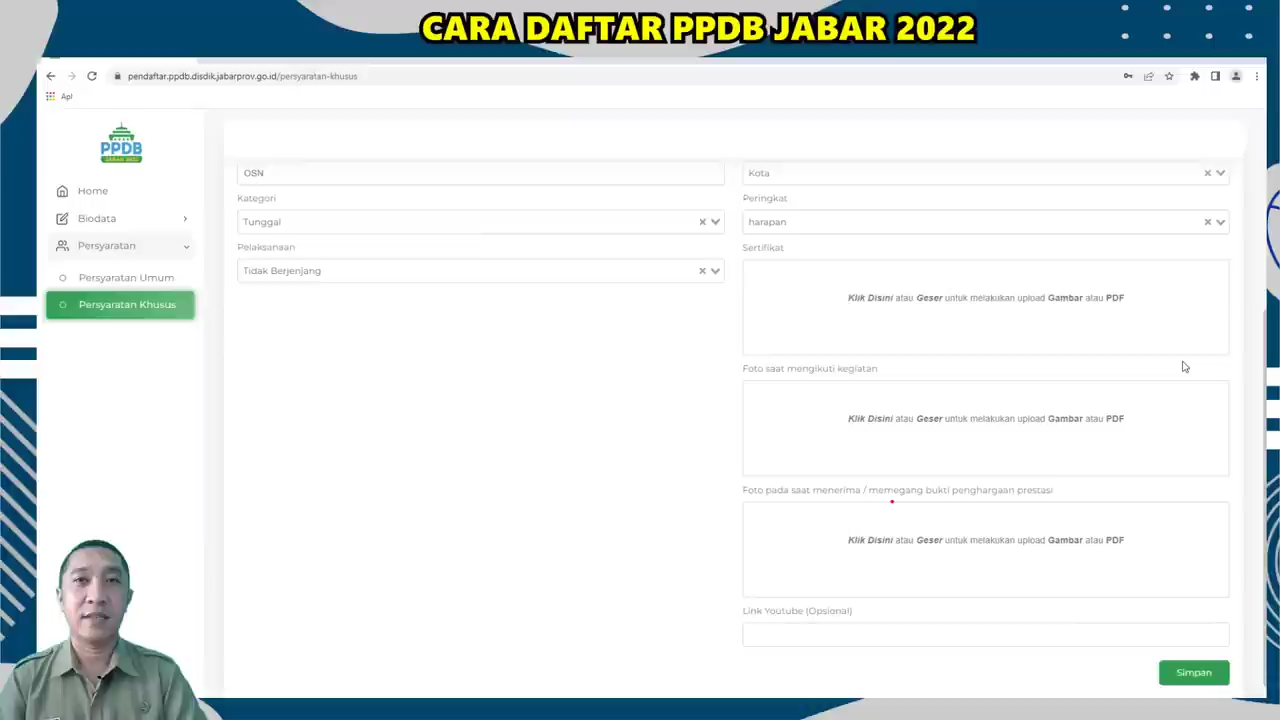 CARA DAFTAR PPDB JABAR 2022
pendaftar.ppdb.disdik.jabarprov.go.id/persyaratan-khusus
Apl
PPDB
JABAR 2022
Home
Biodata
Persyaratan
Persyaratan Umum
Persyaratan Khusus
OSN
Kota
Kategori
Peringkat
Tunggal
harapan
Pelaksanaan
Sertifikat
Tidak Berjenjang
Klik Disini atau Geser untuk melakukan upload Gambar atau PDF
Foto saat mengikuti kegiatan
Klik Disini atau Geser untuk melakukan upload Gambar atau PDF
Foto pada saat menerima / memegang bukti penghargaan prestasi
Klik Disini atau Geser untuk melakukan upload Gambar atau PDF
Link Youtube (Opsional)
Simpan